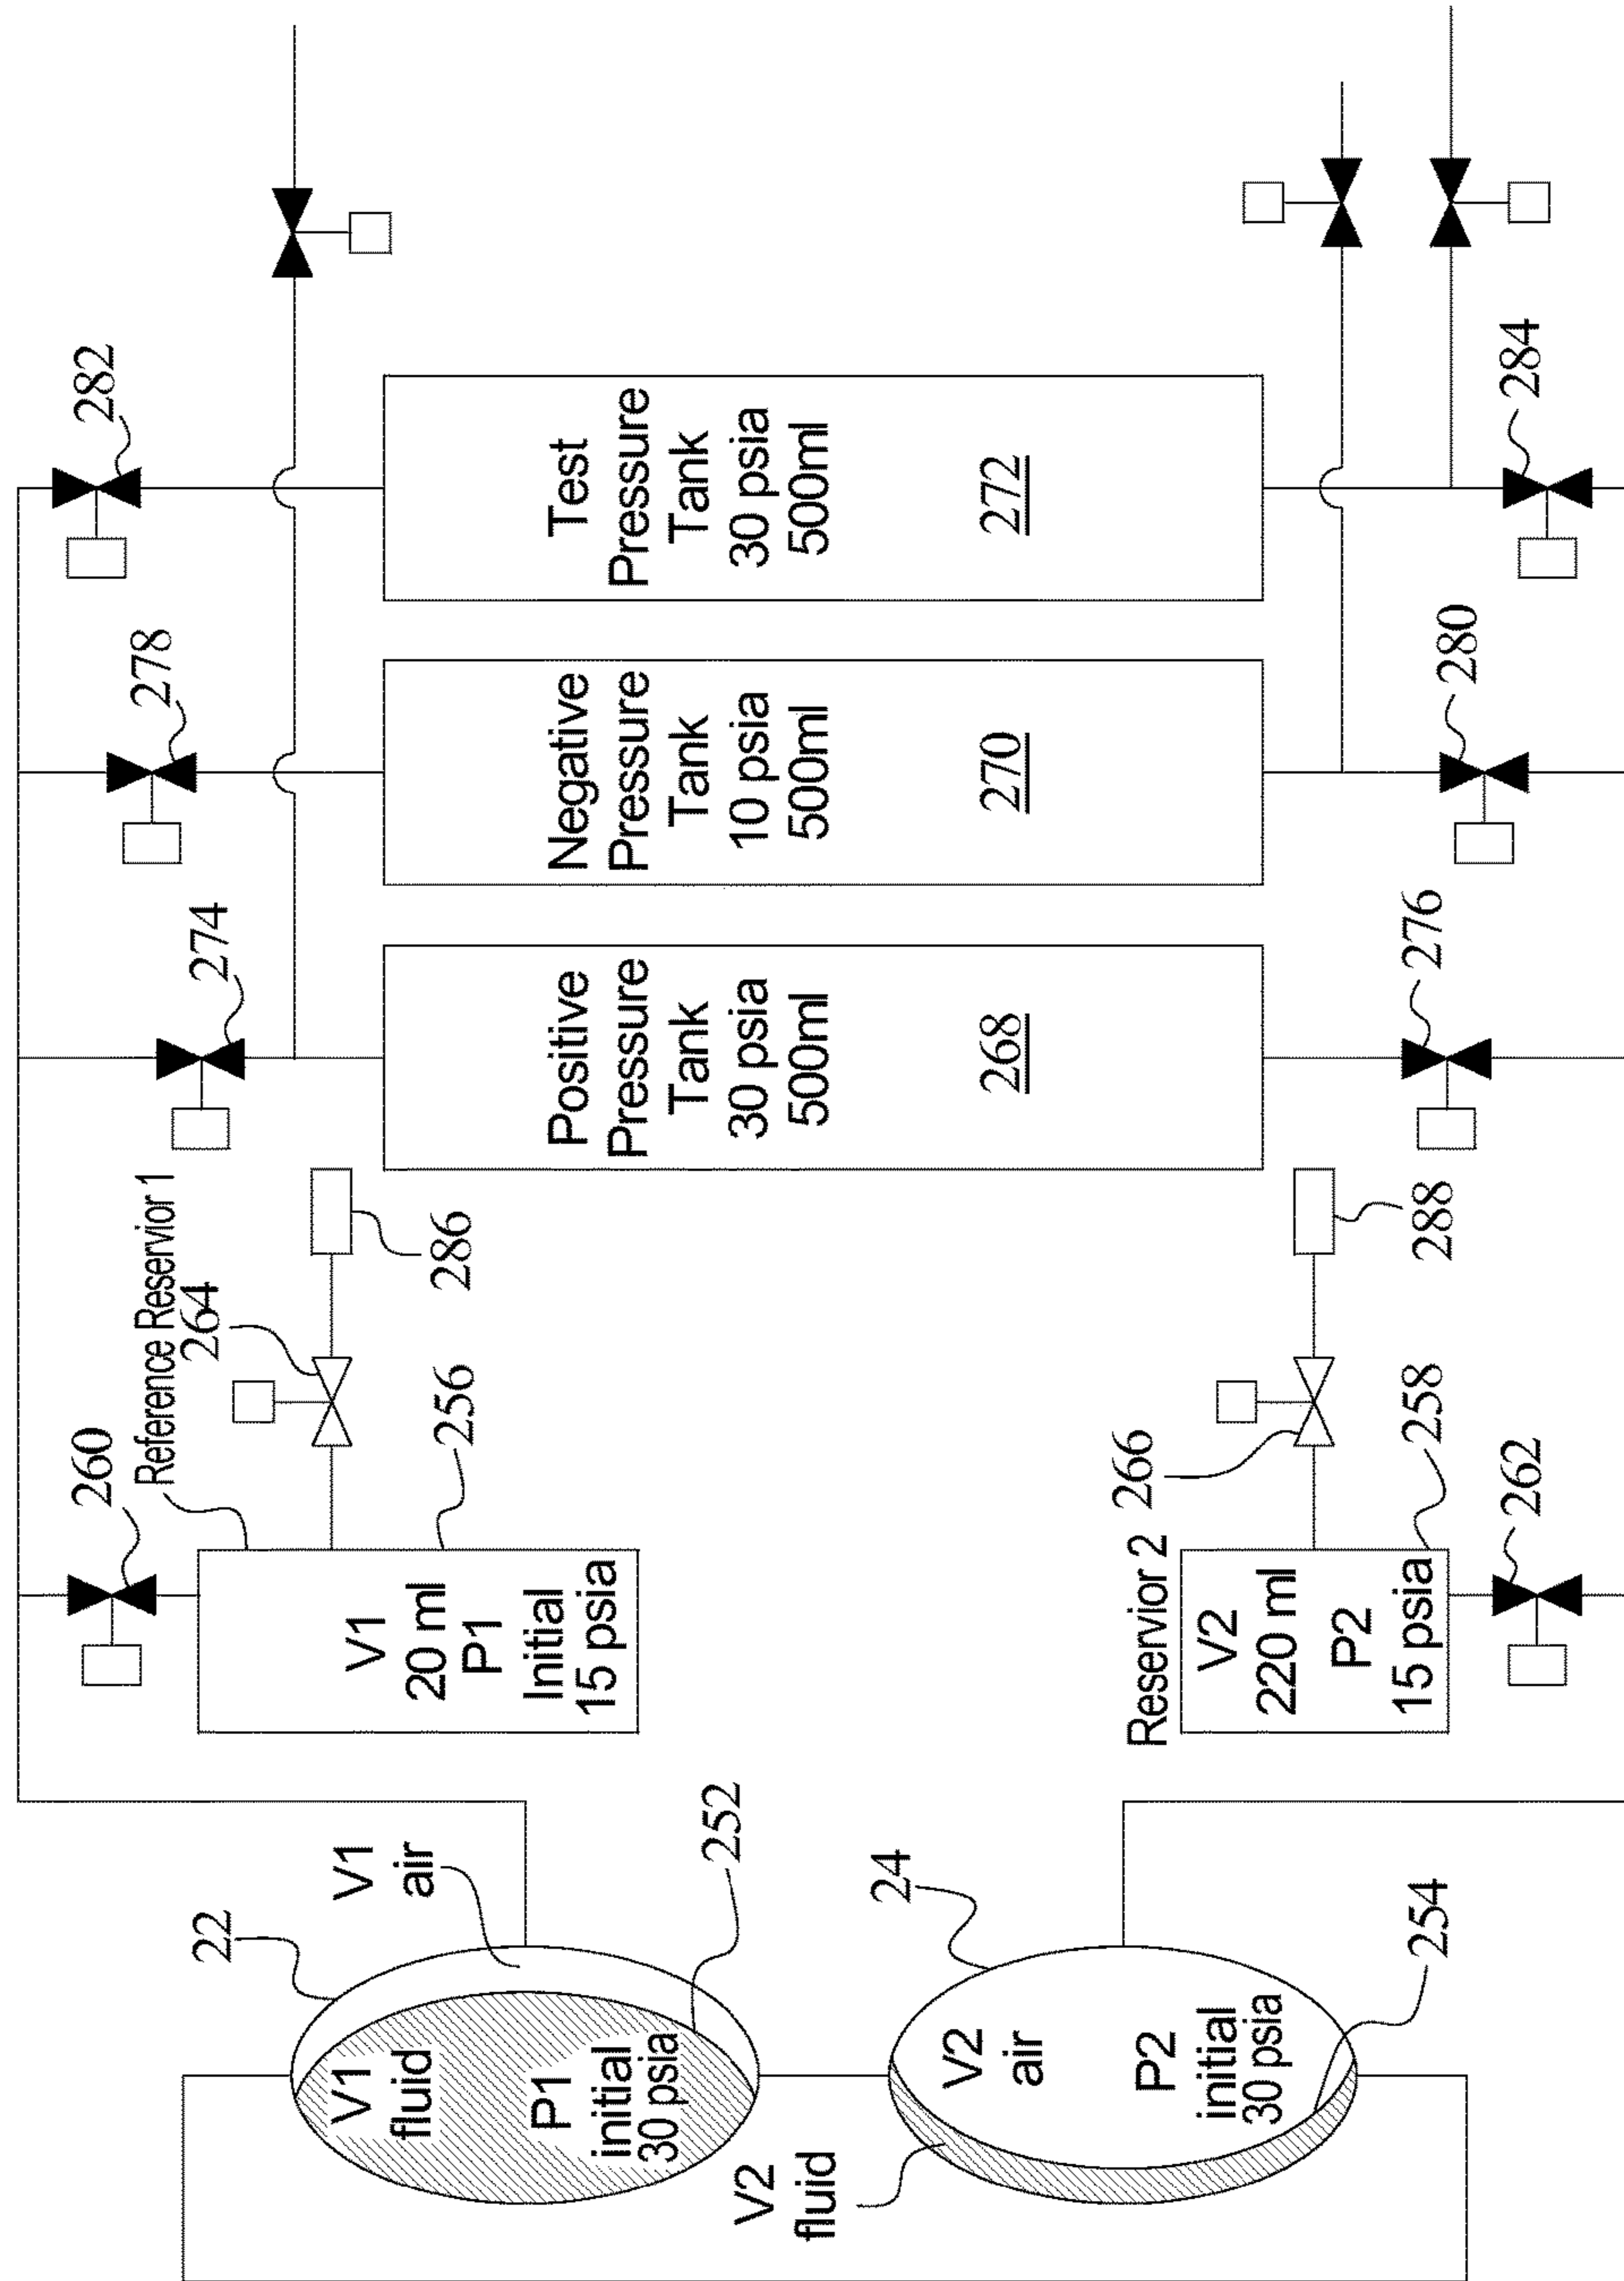 282
278
274
Reference Reservior 1
264
260
286
256
V1
20 ml
P1
Initial
15 psia
Test
Pressure
Tank
30 psia
500ml
272
Negative
Pressure
Tank
10 psia
500ml
270
Positive
Pressure
Tank
30 psia
500ml
268
284
280
276
288
266
258
262
Reservior 2
V2
220 ml
P2
15 psia
V1
air
22
252
V1
fluid
P1
initial
30 psia
24
254
V2
air
P2
initial
30 psia
V2
fluid